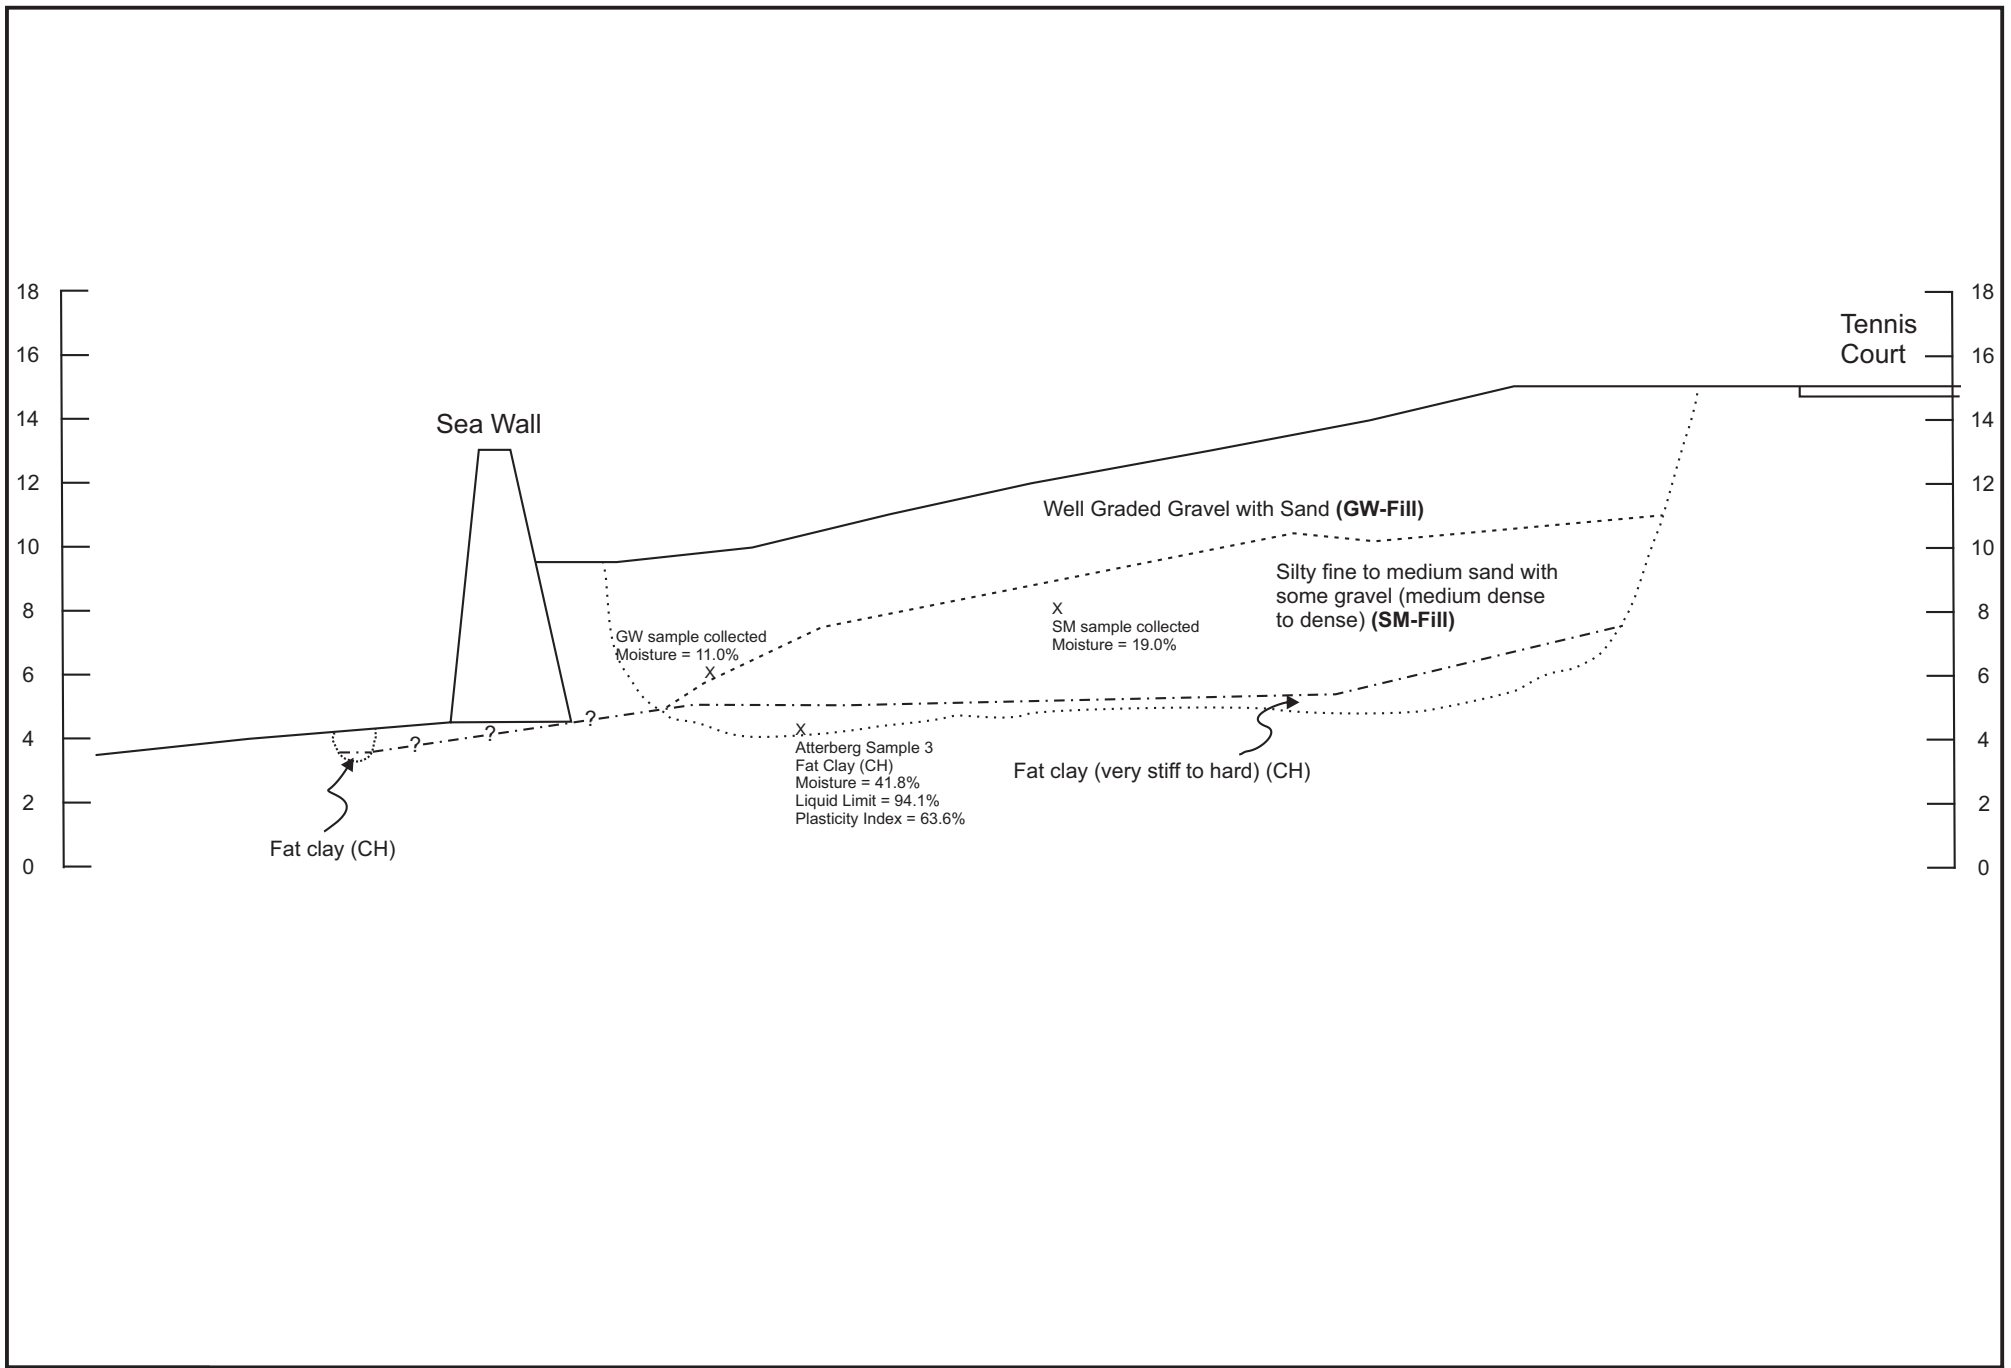 18
16
14
12
10
8
6
4
2
0
Sea Wall
Tennis
Court
18
16
14
12
10
8
6
4
2
0
Well Graded Gravel with Sand (GW-Fill)
Silty fine to medium sand with
some gravel (medium dense
to dense) (SM-Fill)
X
SM sample collected
Moisture = 19.0%
GW sample collected
Moisture = 11.0%
X
?
?
?
X
Atterberg Sample 3
Fat Clay (CH)
Moisture = 41.8%
Liquid Limit = 94.1%
Plasticity Index = 63.6%
Fat clay (very stiff to hard) (CH)
Fat clay (CH)